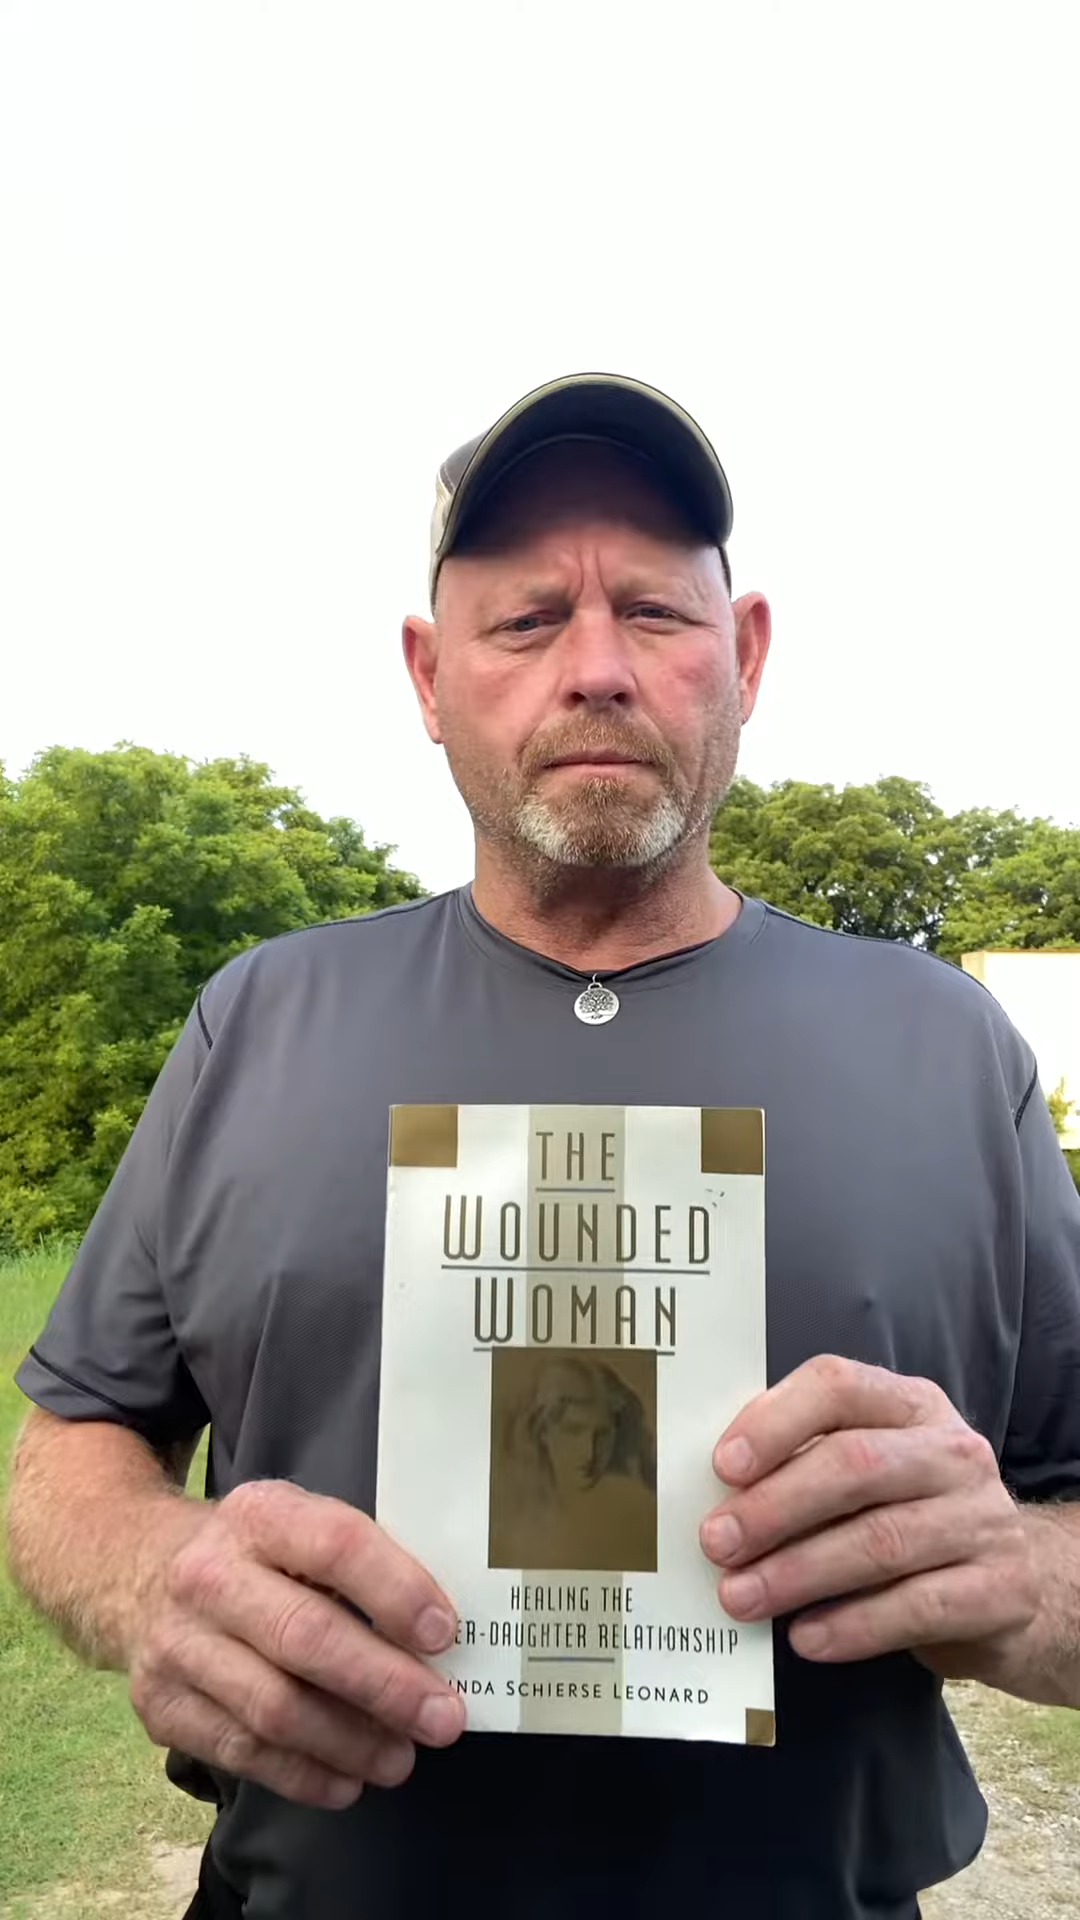 THE
WOUNDED
WOMAN
HEALING THE
ER-DAUGHTER RELATIONSHIP
NDA SCHIERSE LEONARD